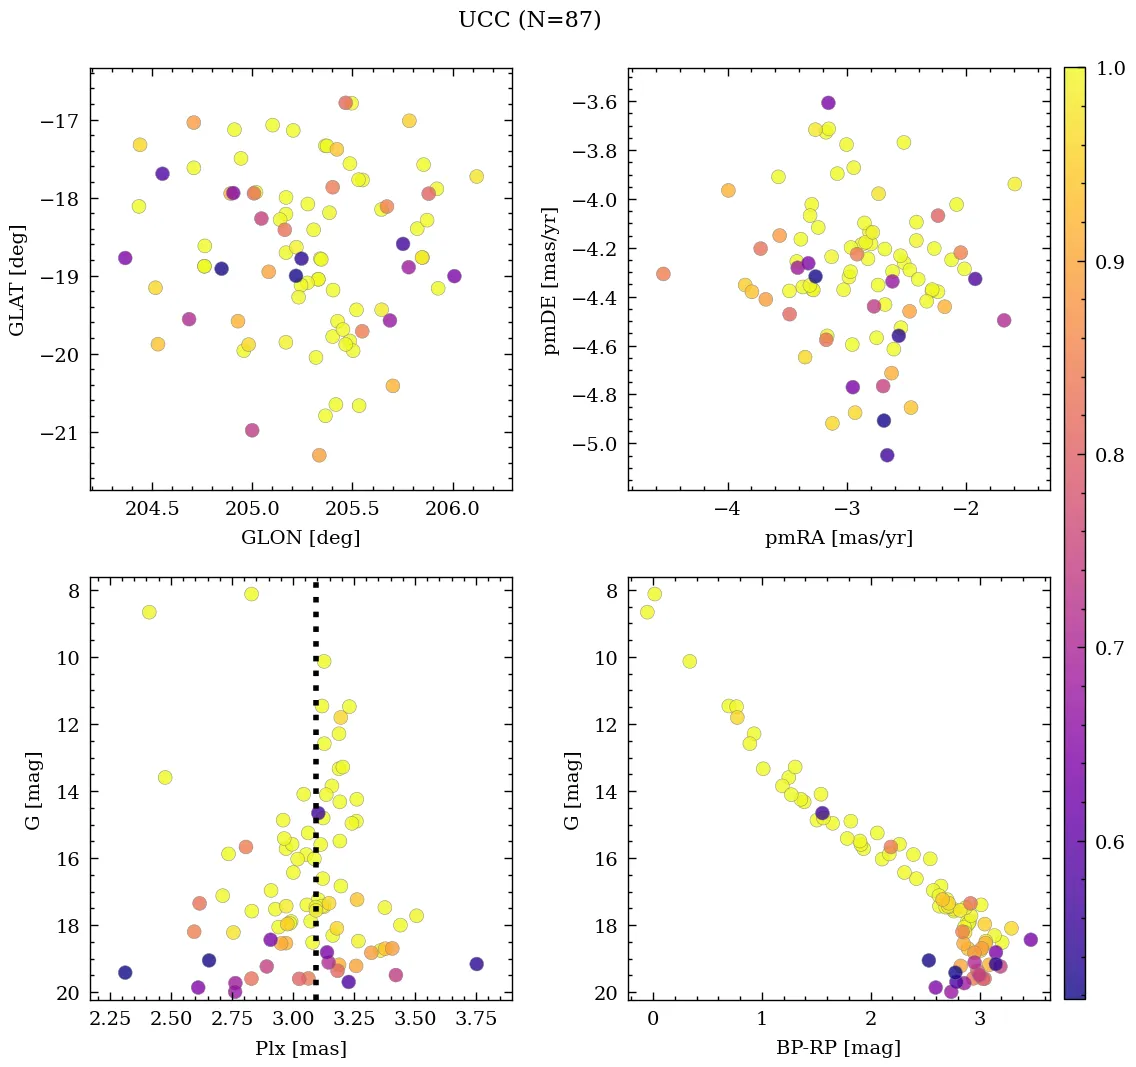 UCC (N=87)
−17
−18
−19
−20
−21
GLAT [deg]
204.5 205.0 205.5 206.0
GLON [deg]
−3.6
−3.8
−4.0
−4.2
−4.4
−4.6
−4.8
−5.0
pmDE [mas/yr]
−4 −3 −2
pmRA [mas/yr]
8
10
12
14
16
18
20
G [mag]
2.25 2.50 2.75 3.00 3.25 3.50 3.75
Plx [mas]
8
10
12
14
16
18
20
G [mag]
0 1 2 3
BP-RP [mag]
1.0
0.9
0.8
0.7
0.6